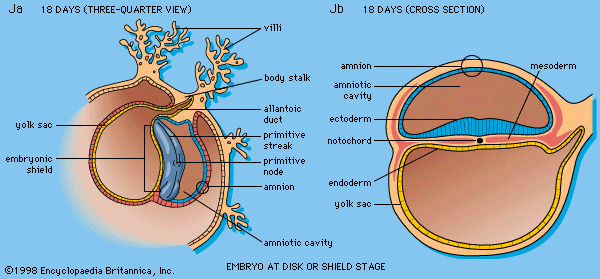 Ja 18 DAYS (THREE-QUARTER VIEW)
villi
body stalk
allantoic
duct
primitive
streak
primitive
node
amnion
amniotic cavity
yolk sac
embryonic
shield
Jb 18 DAYS (CROSS SECTION)
amnion
mesoderm
amniotic
cavity
ectoderm
notochord
endoderm
yolk sac
©1998 Encyclopaedia Britannica, Inc.
EMBRYO AT DISK OR SHIELD STAGE